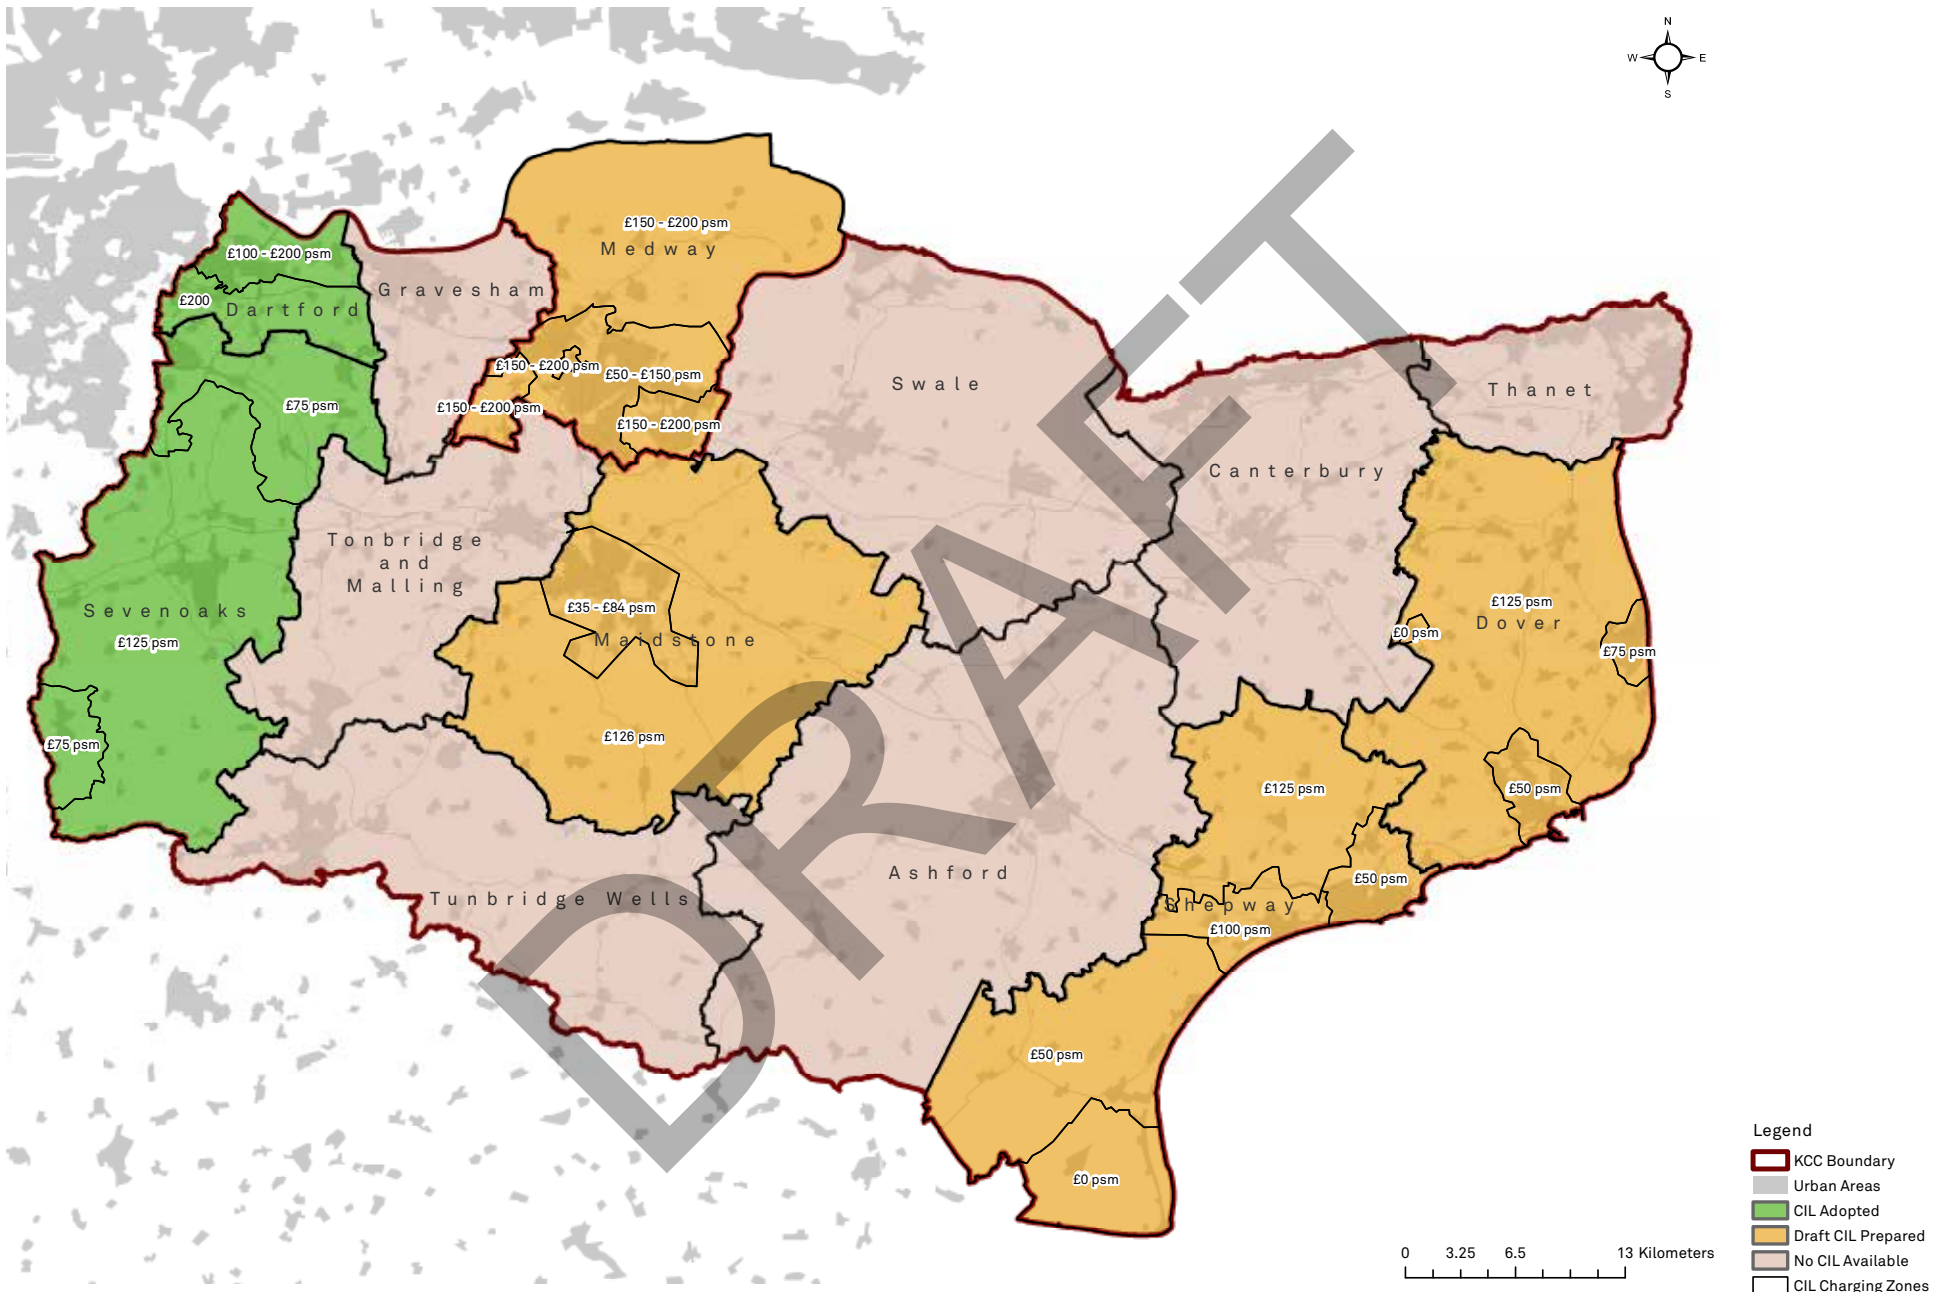 N
W E
S
£150 - £200 psm
Medway
£100 - £200 psm
Gravesham
£200
Dartford
£150 - £200 psm
£50 - £150 psm
Swale
Thanet
£75 psm
£150 - £200 psm
£150 - £200 psm
Canterbury
Tonbridge
and
Malling
Sevenoaks
£125 psm
£35 - £84 psm
Maidstone
£125 psm
Dover
£0 psm
£75 psm
£75 psm
£126 psm
£125 psm
£50 psm
Ashford
£50 psm
Tunbridge Wells
Shepway
£100 psm
£50 psm
£0 psm
DRAFT
Legend
KCC Boundary
Urban Areas
CIL Adopted
Draft CIL Prepared
No CIL Available
CIL Charging Zones
0 3.25 6.5 13 Kilometers